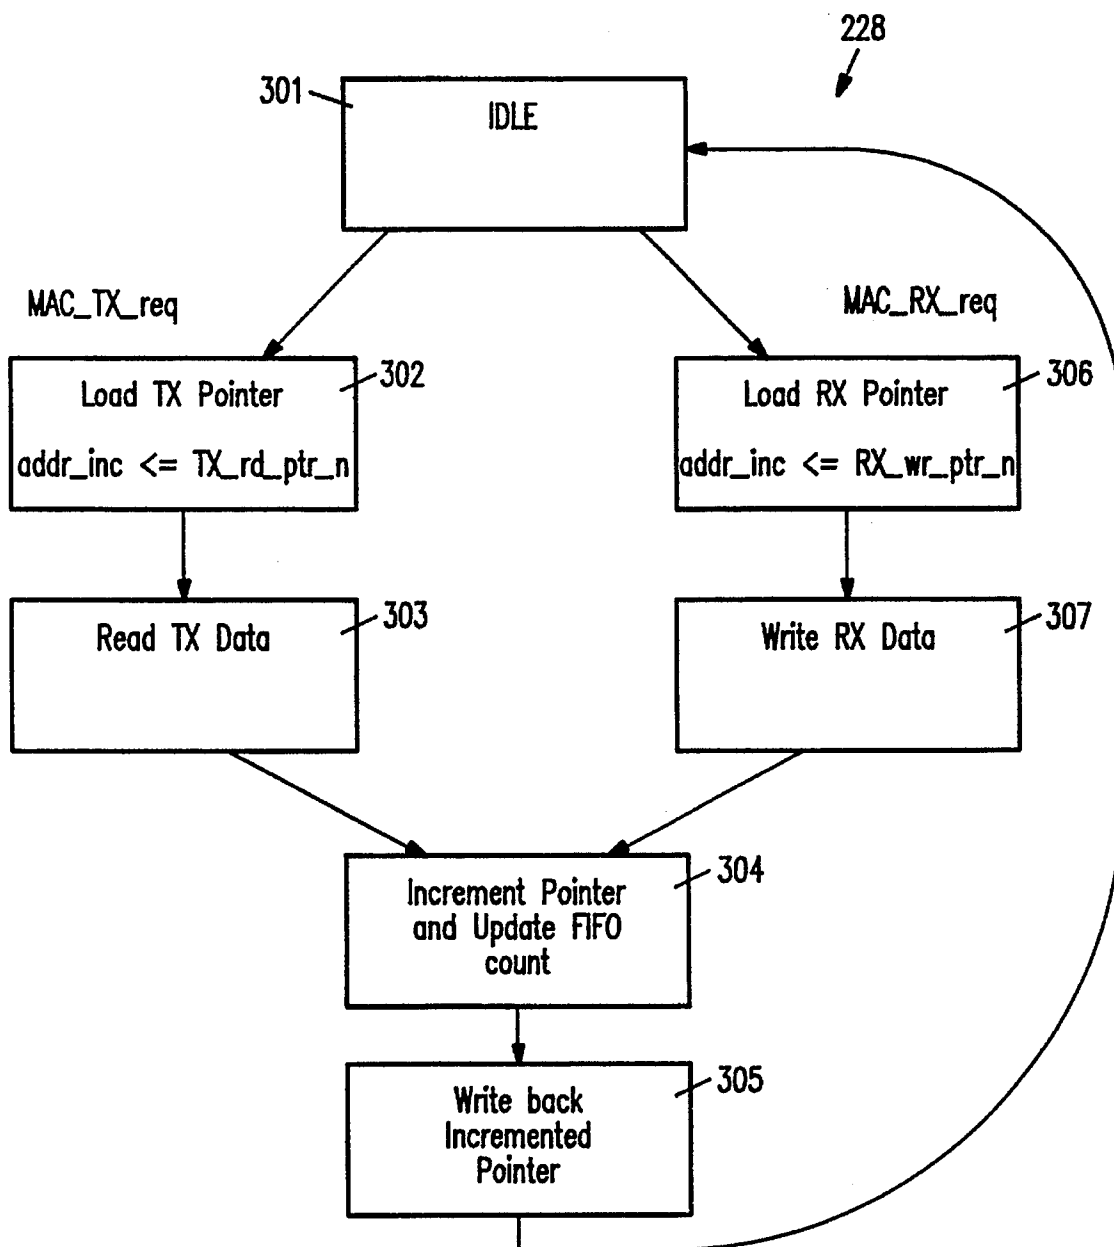 228
301
IDLE
MAC_TX_req
MAC_RX_req
302
Load TX Pointer
addr_inc <= TX_rd_ptr_n
306
Load RX Pointer
addr_inc <= RX_wr_ptr_n
303
Read TX Data
307
Write RX Data
304
Increment Pointer
and Update FIFO
count
305
Write back
Incremented
Pointer